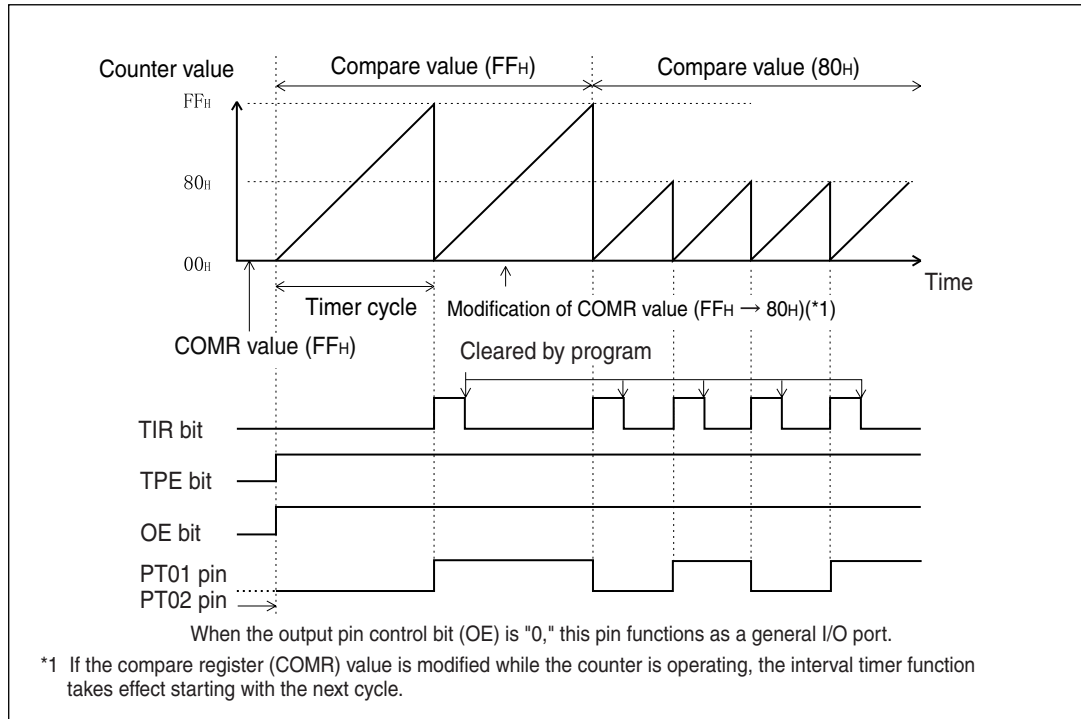 Counter value
Compare value (FFH)
Compare value (80H)
FFH
80H
00H
Time
Timer cycle
Modification of COMR value (FFH → 80H)(*1)
COMR value (FFH)
Cleared by program
TIR bit
TPE bit
OE bit
PT01 pin
PT02 pin
When the output pin control bit (OE) is "0," this pin functions as a general I/O port.
*1 If the compare register (COMR) value is modified while the counter is operating, the interval timer function
takes effect starting with the next cycle.